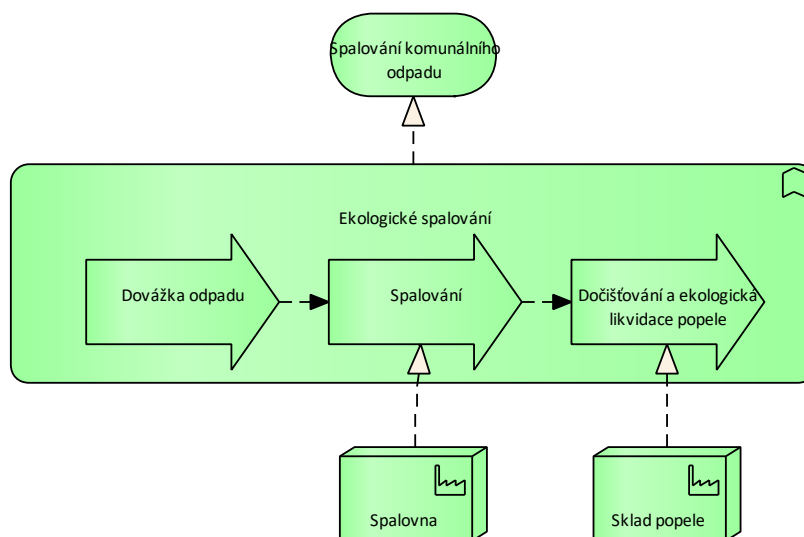 Spalování komunálního
odpadu
Ekologické spalování
Dovážka odpadu
Spalování
Dočišťování a ekologická
likvidace popele
Spalovna
Sklad popele